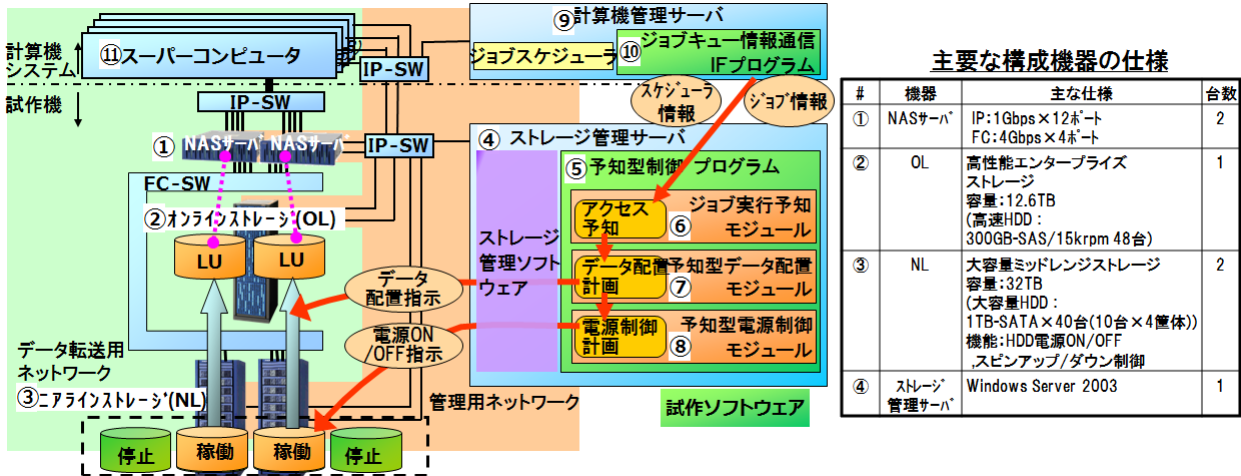 計算機
システム
試作機
⑪スーパーコンピュータ
IP-SW
IP-SW
① NASサーバ NASサーバ
IP-SW
FC-SW
②オンラインストレージ(OL)
LU
LU
データ転送用
ネットワーク
③ニアラインストレージ(NL)
停止
稼働
稼働
停止
管理用ネットワーク
データ
配置指示
電源ON
/OFF指示
⑨計算機管理サーバ
ジョブスケジューラ
⑩
ジョブキュー情報通信
IFプログラム
スケジューラ
情報
ジョブ情報
④ ストレージ管理サーバ
ストレージ
管理ソフト
ウェア
⑤予知型制御プログラム
アクセス
予知
⑥
ジョブ実行予知
モジュール
データ配置
計画
⑦
予知型データ配置
モジュール
電源制御
計画
⑧
予知型電源制御
モジュール
試作ソフトウェア
主要な構成機器の仕様
# 機器 主な仕様 台数
① NASサーバ IP:1Gbps×12ポート 2
FC:4Gbps×4ポート
② OL 高性能エンタープライズ 1
ストレージ
容量:12.6TB
(高速HDD:
300GB-SAS/15krpm 48台)
③ NL 大容量ミッドレンジストレージ 2
容量:32TB
(大容量HDD:
1TB-SATA×40台(10台×4筐体))
機能:HDD電源ON/OFF
,スピンアップ/ダウン制御
④ ストレージ Windows Server 2003 1
管理サーバ